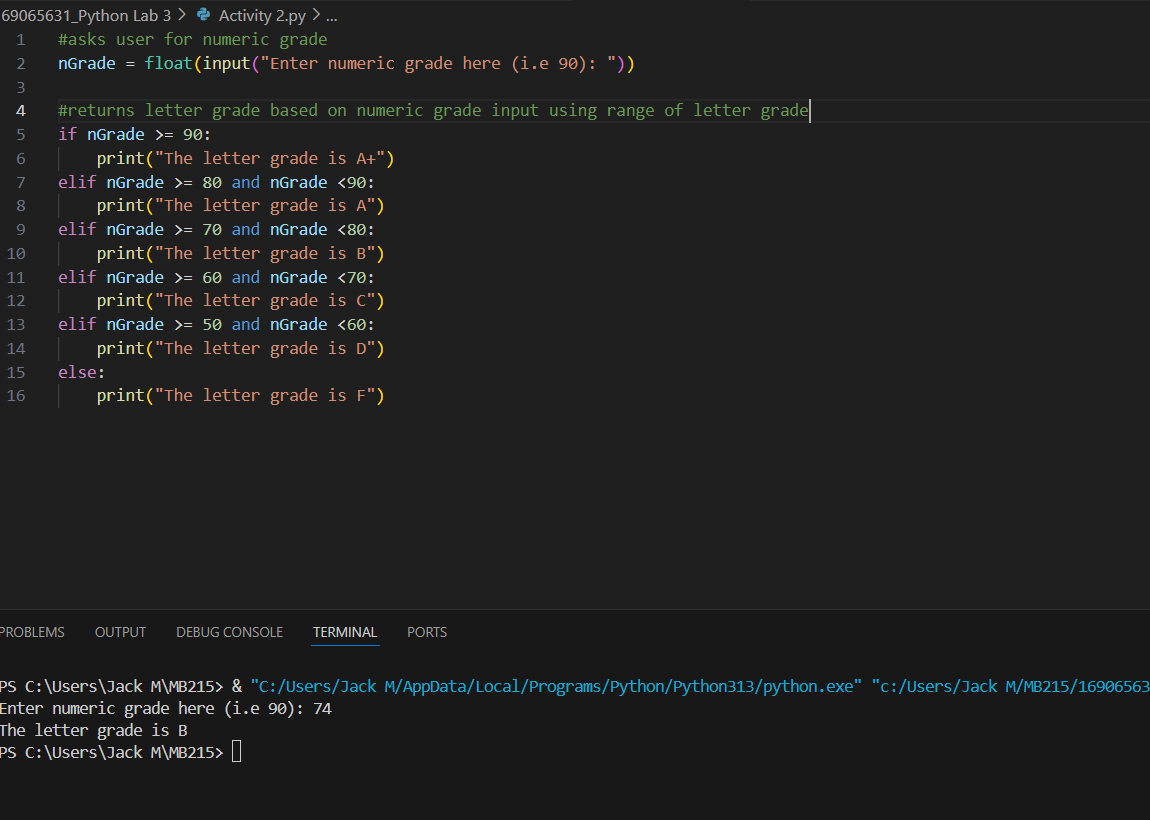 69065631_Python Lab 3 > Activity 2.py > ...
1 #asks user for numeric grade
2 nGrade = float(input("Enter numeric grade here (i.e 90): "))
3
4 #returns letter grade based on numeric grade input using range of letter grade
5 if nGrade >= 90:
6     print("The letter grade is A+")
7 elif nGrade >= 80 and nGrade <90:
8     print("The letter grade is A")
9 elif nGrade >= 70 and nGrade <80:
10     print("The letter grade is B")
11 elif nGrade >= 60 and nGrade <70:
12     print("The letter grade is C")
13 elif nGrade >= 50 and nGrade <60:
14     print("The letter grade is D")
15 else:
16     print("The letter grade is F")
PROBLEMS OUTPUT DEBUG CONSOLE TERMINAL PORTS
PS C:\Users\Jack M\MB215> & "C:/Users/Jack M/AppData/Local/Programs/Python/Python313/python.exe" "c:/Users/Jack M/MB215/16906563
Enter numeric grade here (i.e 90): 74
The letter grade is B
PS C:\Users\Jack M\MB215>